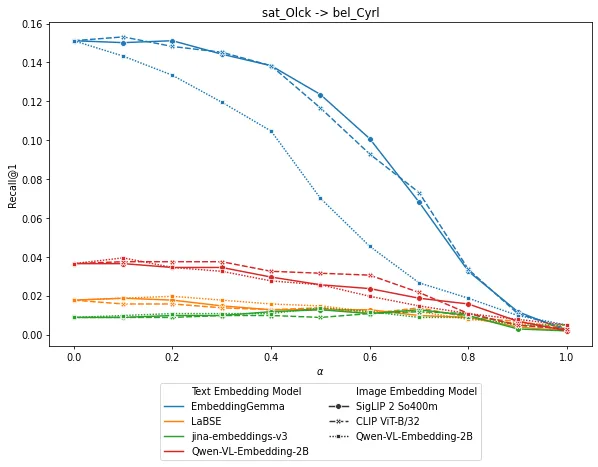 sat_Olck -> bel_Cyrl
0.16
0.14
0.12
0.10
0.08
0.06
0.04
0.02
0.00
Recall@1
0.0 0.2 0.4 0.6 0.8 1.0
α
Text Embedding Model
EmbeddingGemma
LaBSE
jina-embeddings-v3
Qwen-VL-Embedding-2B
Image Embedding Model
SigLIP 2 So400m
CLIP ViT-B/32
Qwen-VL-Embedding-2B